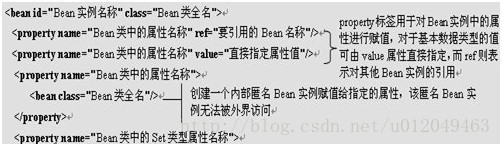 <bean id="Bean 实例名称" class="Bean 类全名">
<property name="Bean 类中的属性名称" ref="要引用的 Bean 名称"/>
<property name="Bean 类中的属性名称" value="直接指定属性值"/>
<property name="Bean 类中的属性名称">
<bean class="Bean 类全名"/>
</property>
<property name="Bean 类中的 Set 类型属性名称">
property 标签用于对 Bean 实例中的属
性进行赋值，对于基本数据类型的值
可由 value 属性直接指定，而 ref 则表
示对其他 Bean 实例的引用
创建一个内部匿名 Bean 实例赋值给指定的属性，该匿名 Bean 实
例无法被外界访问
http://blog.csdn.net/u012049463